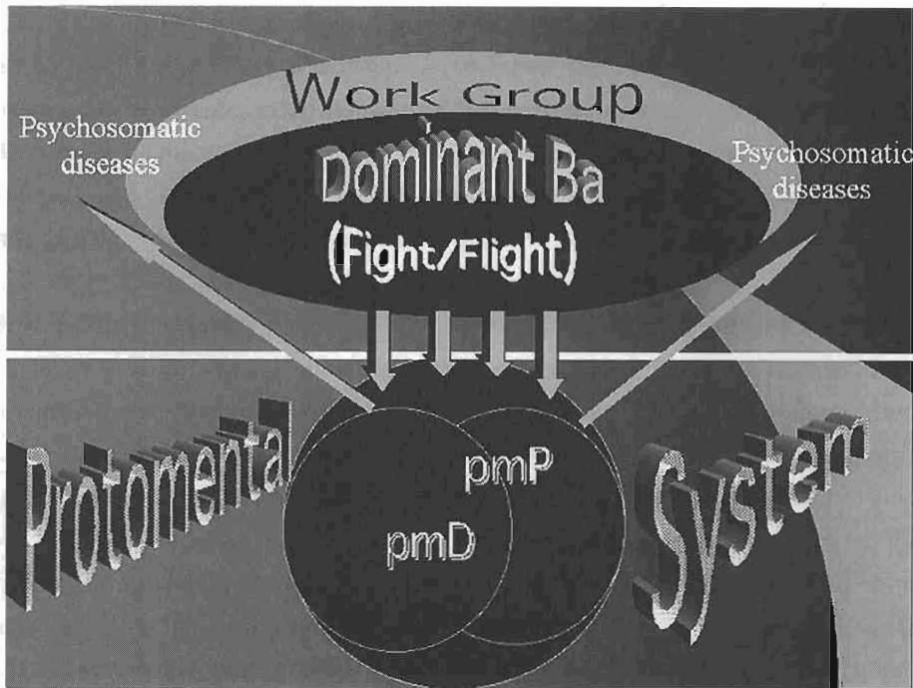 Work Group
Psychosomatic
diseases
Dominant Ba
(Fight/Flight)
Psychosomatic
diseases
Protomental
System
pmP
pmD